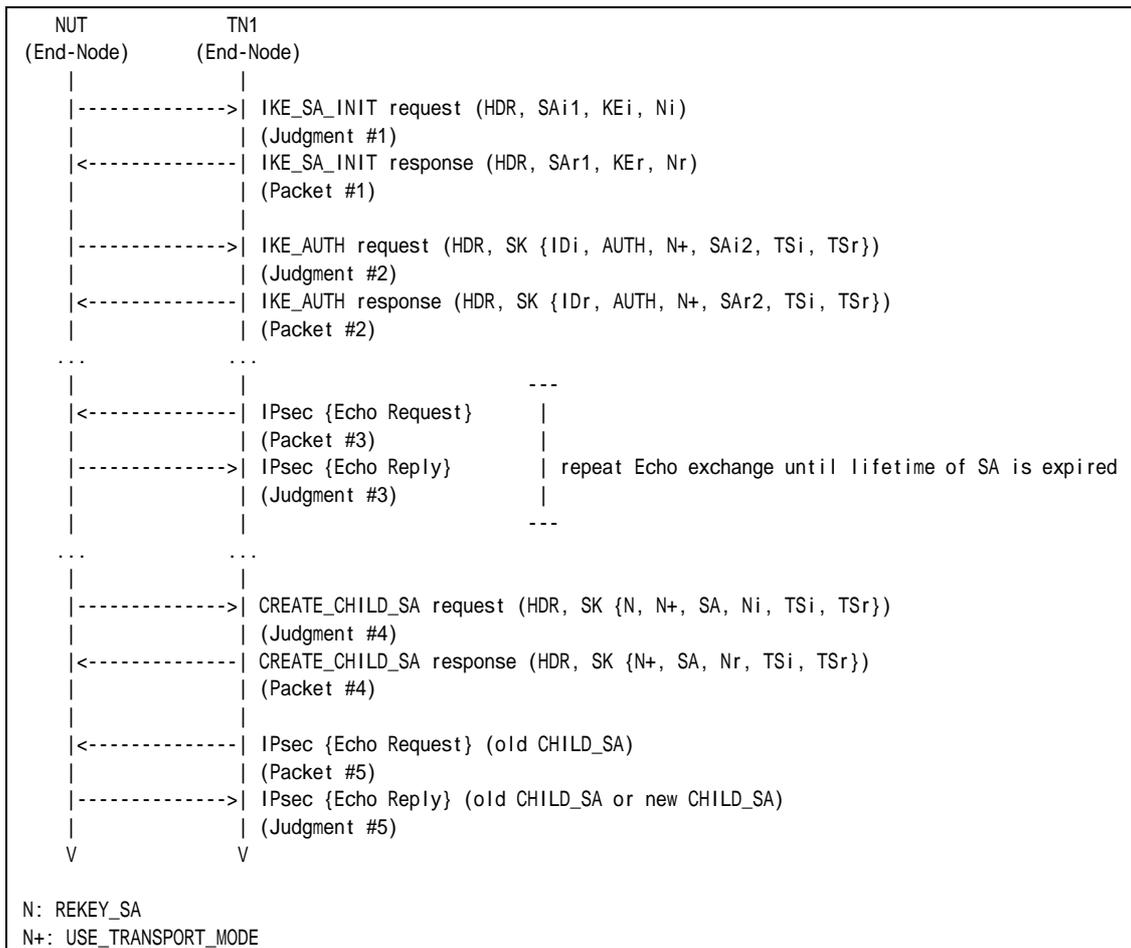 NUT TN1
(End-Node) (End-Node)
| |
|-------------->| IKE_SA_INIT request (HDR, SAi1, KEi, Ni)
| | (Judgment #1)
|<--------------| IKE_SA_INIT response (HDR, SAr1, KEr, Nr)
| | (Packet #1)
| |
|-------------->| IKE_AUTH request (HDR, SK {IDi, AUTH, N+, SAi2, TSi, TSr})
| | (Judgment #2)
|<--------------| IKE_AUTH response (HDR, SK {IDr, AUTH, N+, SAr2, TSi, TSr})
| | (Packet #2)
... ...
| | ---
|<--------------| IPsec {Echo Request} |
| | (Packet #3) |
|-------------->| IPsec {Echo Reply} | repeat Echo exchange until lifetime of SA is expired
| | (Judgment #3) |
| | ---
... ...
| |
|-------------->| CREATE_CHILD_SA request (HDR, SK {N, N+, SA, Ni, TSi, TSr})
| | (Judgment #4)
|<--------------| CREATE_CHILD_SA response (HDR, SK {N+, SA, Nr, TSi, TSr})
| | (Packet #4)
| |
|<--------------| IPsec {Echo Request} (old CHILD_SA)
| | (Packet #5)
|-------------->| IPsec {Echo Reply} (old CHILD_SA or new CHILD_SA)
| | (Judgment #5)
V V
N: REKEY_SA
N+: USE_TRANSPORT_MODE